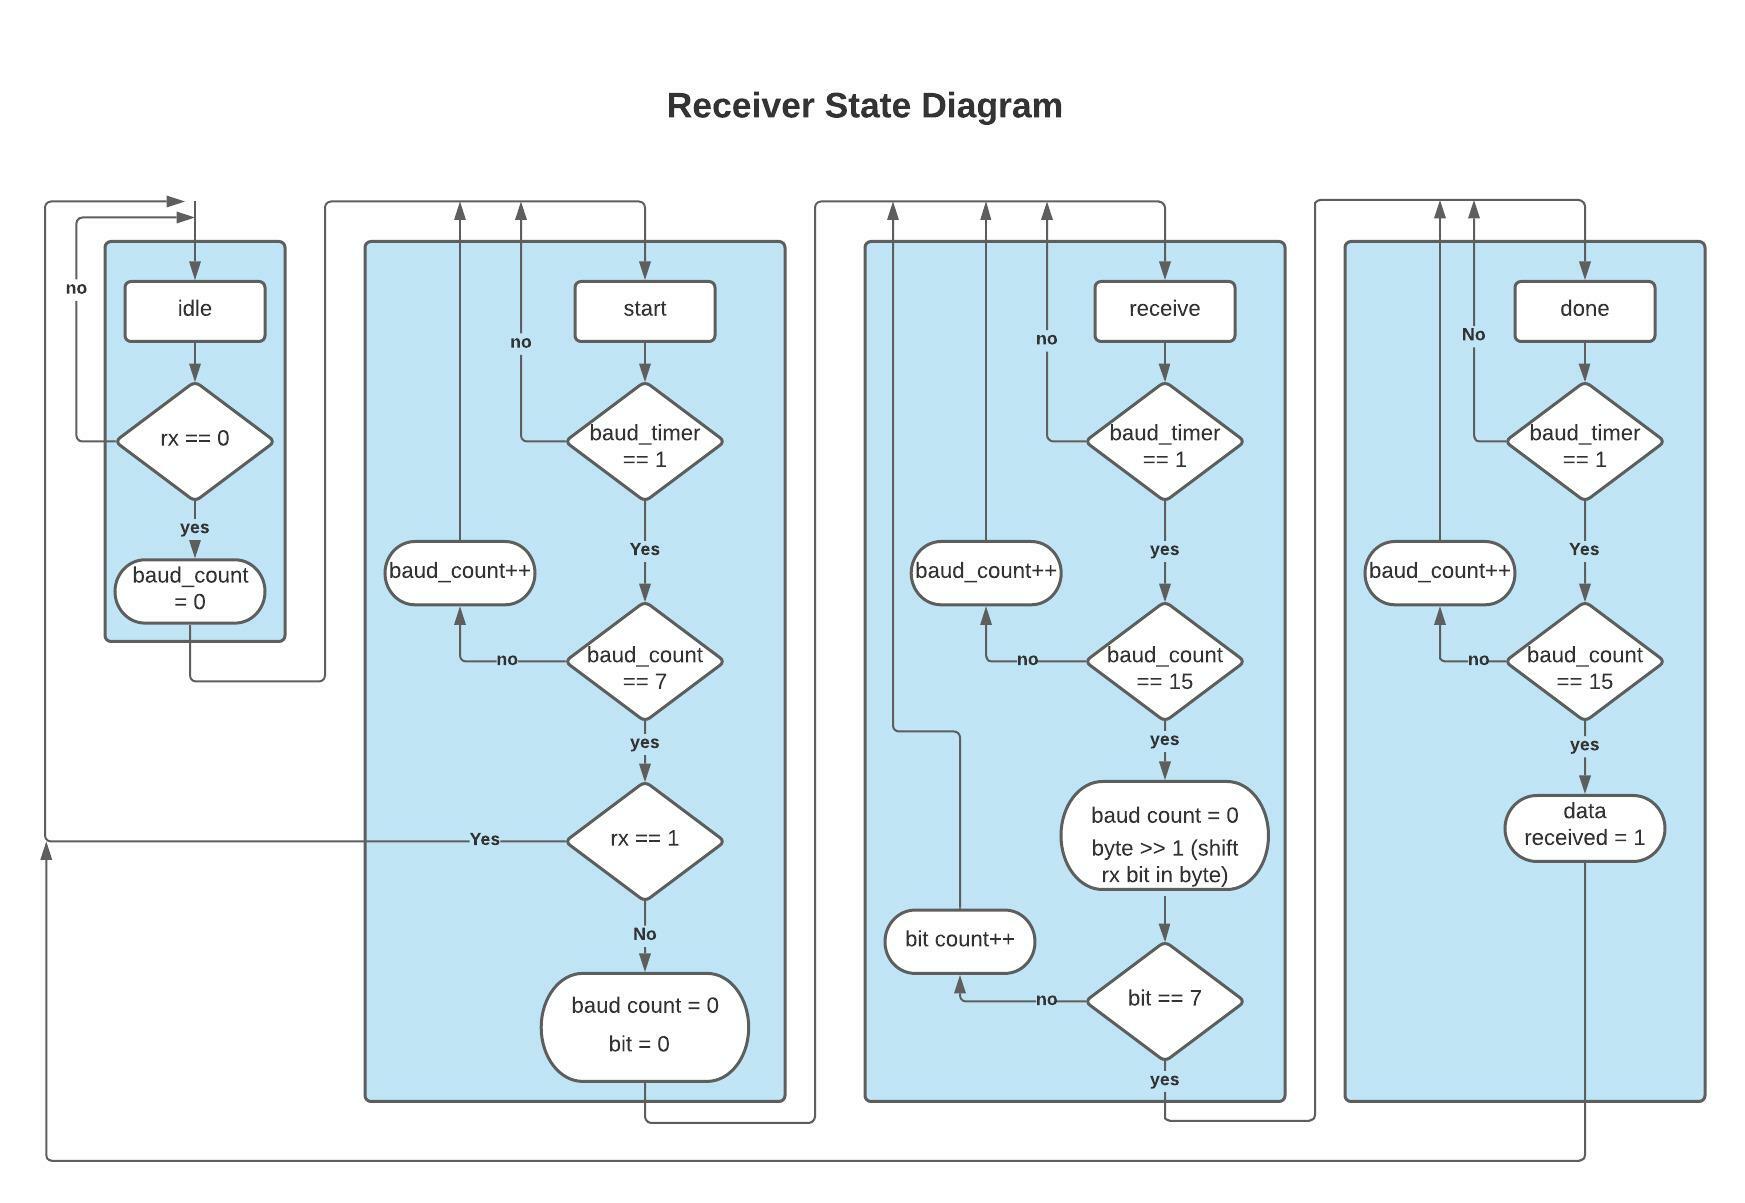 Receiver State Diagram
idle
no
rx == 0
yes
baud_count
= 0
start
no
baud_timer
== 1
Yes
baud_count++
no
baud_count
== 7
yes
Yes
rx == 1
No
baud count = 0
bit = 0
receive
no
baud_timer
== 1
yes
baud_count++
no
baud_count
== 15
yes
baud count = 0
byte >> 1 (shift
rx bit in byte)
bit count++
no
bit == 7
yes
done
No
baud_timer
== 1
Yes
baud_count++
no
baud_count
== 15
yes
data
received = 1